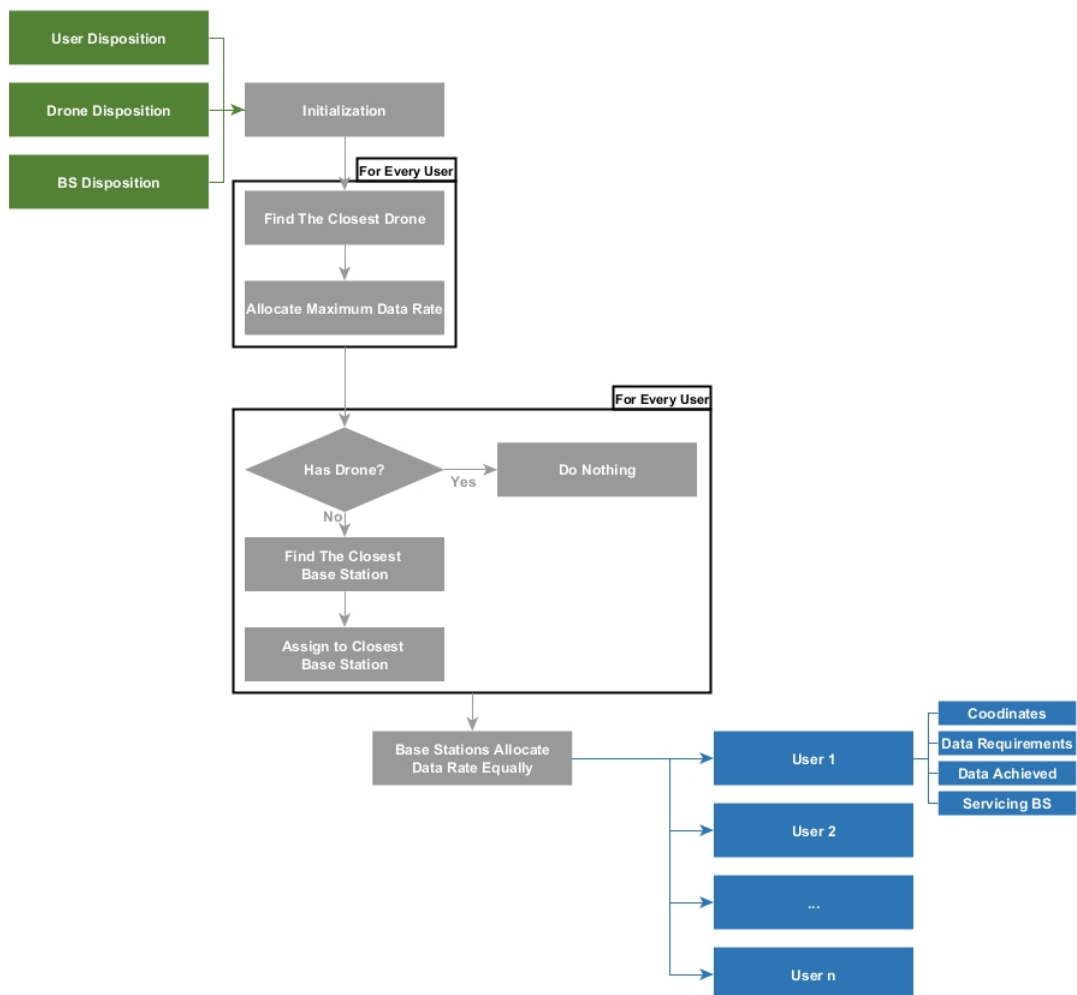 User Disposition
Drone Disposition
BS Disposition
Initialization
For Every User
Find The Closest Drone
Allocate Maximum Data Rate
For Every User
Has Drone?
Yes
Do Nothing
No
Find The Closest
Base Station
Assign to Closest
Base Station
Base Stations Allocate
Data Rate Equally
User 1
Coodinates
Data Requirements
Data Achieved
Servicing BS
User 2
...
User n